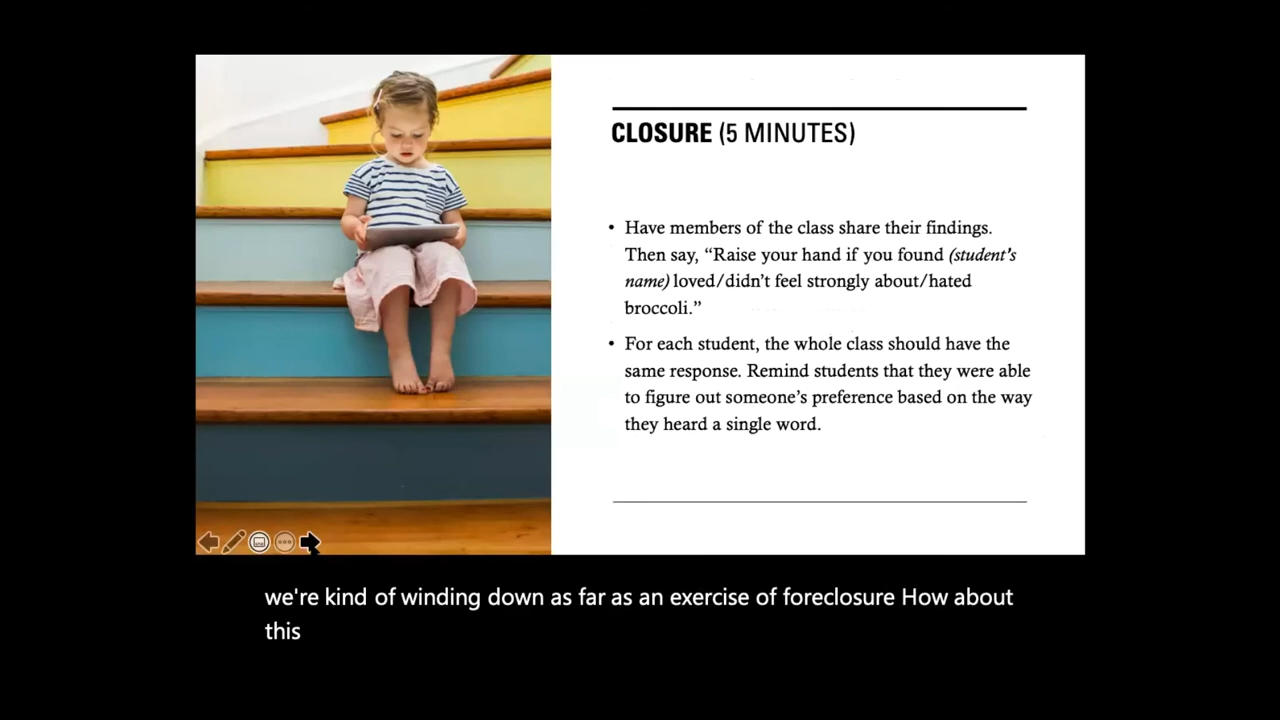 CLOSURE (5 MINUTES)
• Have members of the class share their findings.
Then say, “Raise your hand if you found (student’s
name) loved/didn’t feel strongly about/hated
broccoli.”
• For each student, the whole class should have the
same response. Remind students that they were able
to figure out someone’s preference based on the way
they heard a single word.
we're kind of winding down as far as an exercise of foreclosure How about
this